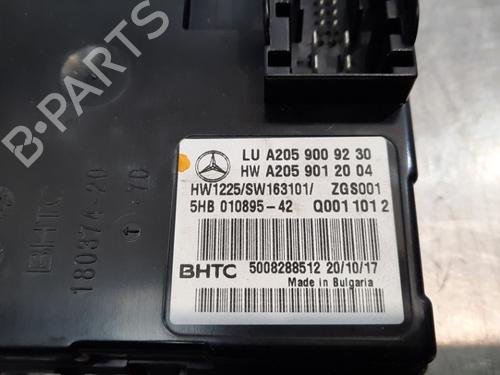 B-PARTS
LU A205 900 92 30
HW A205 901 20 04
HW1225/SW163101/ ZGS001
5HB 010895-42 Q001 101 2
BHTC 5008288512 20/10/17
Made in Bulgaria
BHTC
180374-20
70